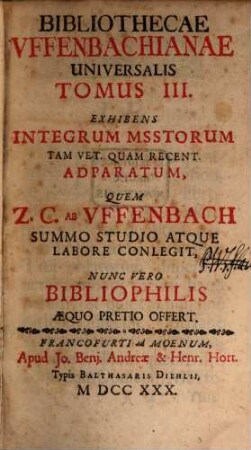 BIBLIOTHECAE
VFFENBACHIANAE
UNIVERSALIS
TOMUS III.
EXHIBENS
INTEGRUM MSSTORUM
TAM VET. QUAM RECENT.
ADPARATUM,
QUEM
Z. C. AB VFFENBACH
SUMMO STUDIO ATQUE
LABORE CONLEGIT,
NUNC VERO
BIBLIOPHILIS
ÆQUO PRETIO OFFERT.
FRANCOFURTI ad MOENUM,
Apud Jo. Benj. Andreæ & Henr. Hort.
Typis BALTHASARIS DIEHLII,
M DCC XXX.